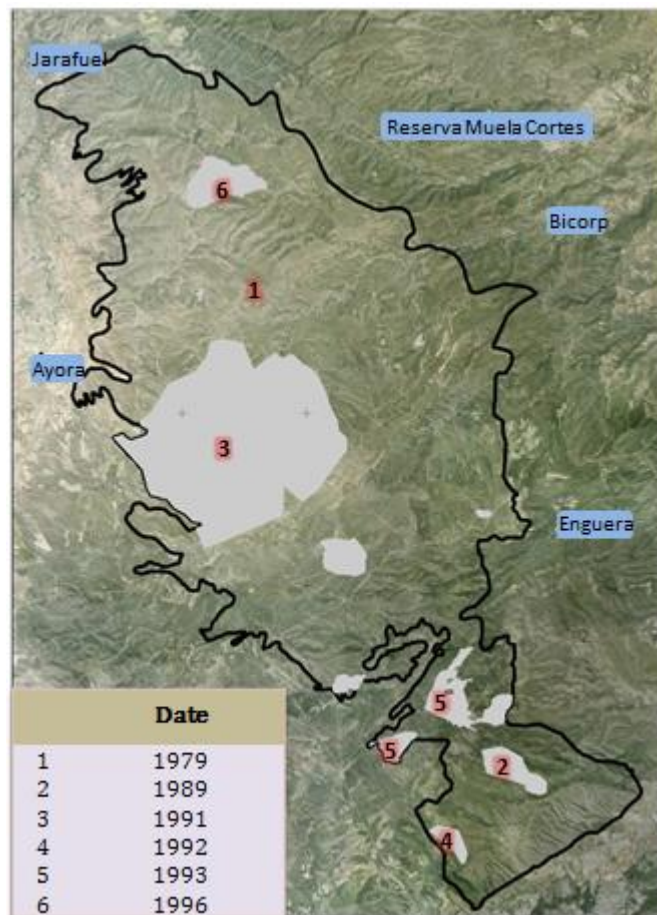 Jarafuel
Reserva Muela Cortes
6
Bicorp
1
Ayora
3
Enguera
5
5
2
4
Date
1 1979
2 1989
3 1991
4 1992
5 1993
6 1996